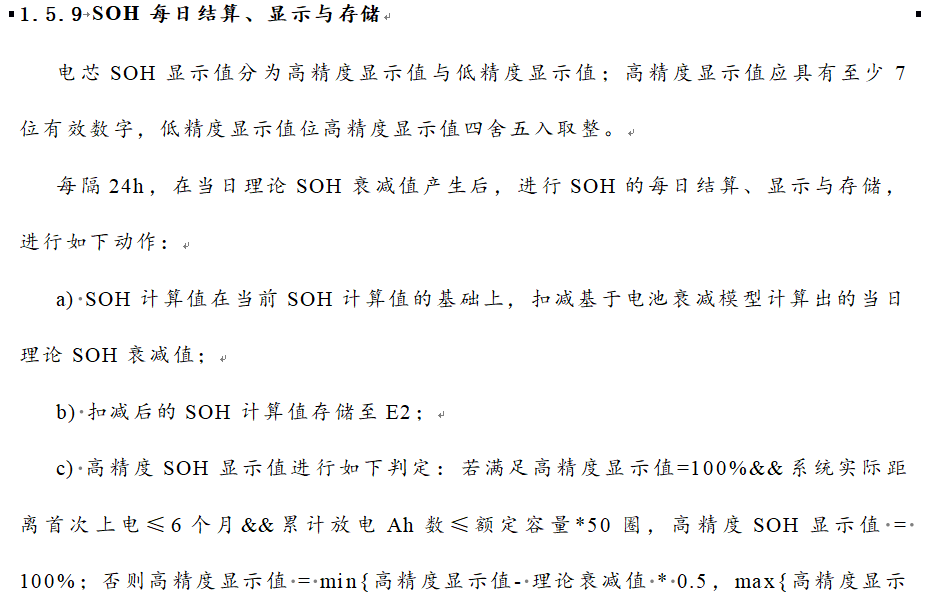 1.5.9 SOH 每日结算、显示与存储
电芯 SOH 显示值分为高精度显示值与低精度显示值；高精度显示值应具有至少 7
位有效数字，低精度显示值位高精度显示值四舍五入取整。
每隔 24h，在当日理论 SOH 衰减值产生后，进行 SOH 的每日结算、显示与存储，
进行如下动作：
a) SOH 计算值在当前 SOH 计算值的基础上，扣减基于电池衰减模型计算出的当日
理论 SOH 衰减值；
b) 扣减后的 SOH 计算值存储至 E2；
c) 高精度 SOH 显示值进行如下判定：若满足高精度显示值=100%&&系统实际距
离首次上电≤6 个月&&累计放电 Ah 数≤额定容量*50 圈，高精度 SOH 显示值 =
100%；否则高精度显示值 = min{高精度显示值- 理论衰减值 * 0.5，max{高精度显示